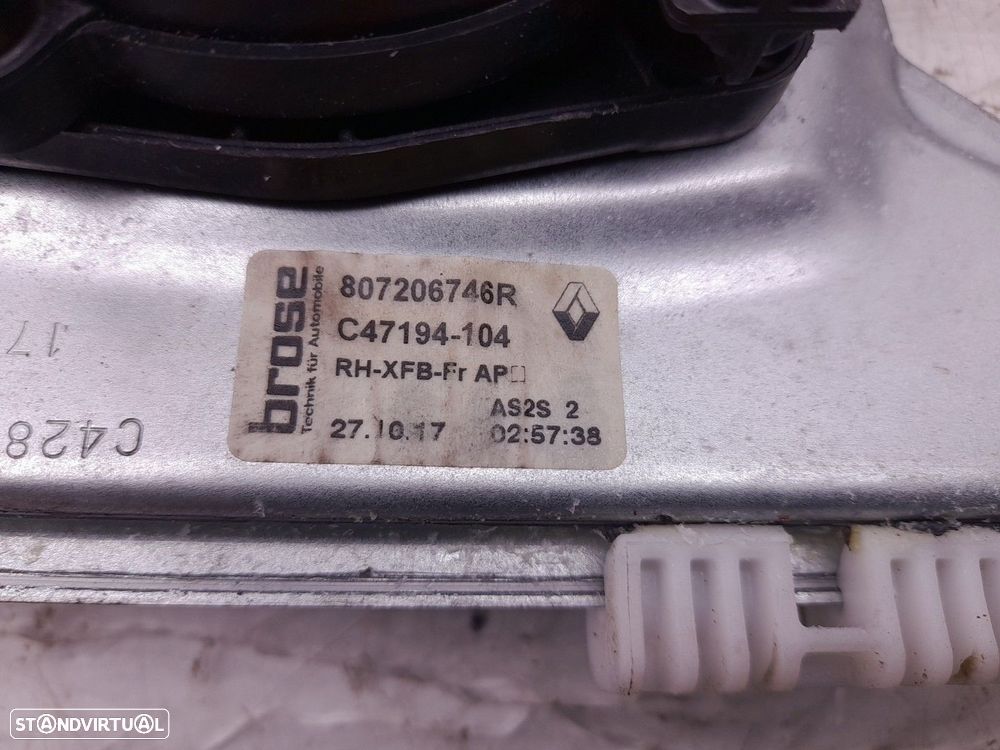 brose
Technik für Automobile
807206746R
C47194-104
RH-XFB-Fr AP□
AS2S 2
27.10.17 02:57:38
17
C428
STANDVIRTUAL